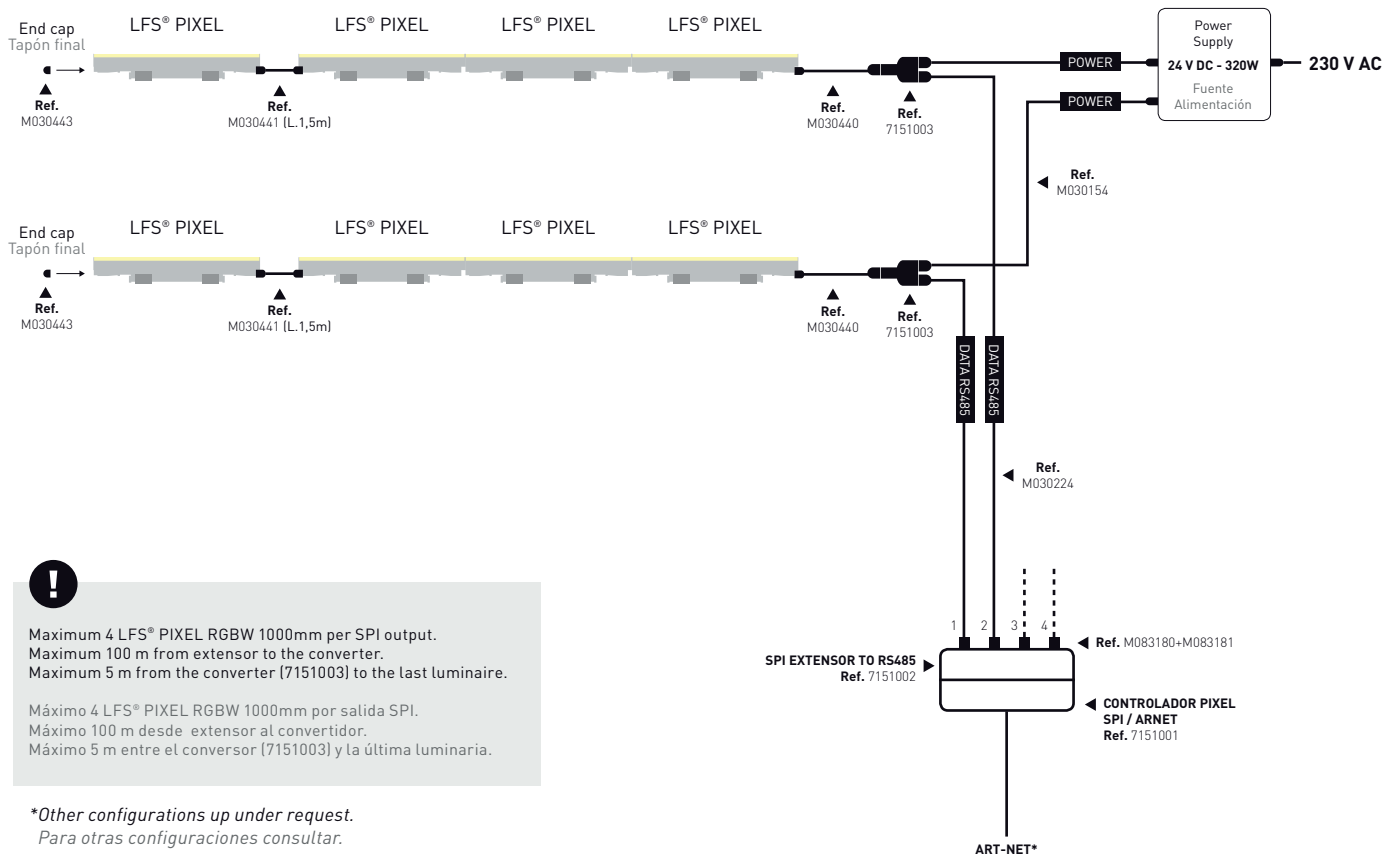 End cap
Tapón final
LFS® PIXEL
LFS® PIXEL
LFS® PIXEL
LFS® PIXEL
Ref.
M030443
Ref.
M030441 (L.1,5m)
Ref.
M030440
Ref.
7151003
POWER
POWER
Power
Supply
24 V DC - 320W
Fuente
Alimentación
230 V AC
Ref.
M030154
End cap
Tapón final
LFS® PIXEL
LFS® PIXEL
LFS® PIXEL
LFS® PIXEL
Ref.
M030443
Ref.
M030441 (L.1,5m)
Ref.
M030440
Ref.
7151003
DATA RS485
DATA RS485
Ref.
M030224
!
Maximum 4 LFS® PIXEL RGBW 1000mm per SPI output.
Maximum 100 m from extensor to the converter.
Maximum 5 m from the converter (7151003) to the last luminaire.
Máximo 4 LFS® PIXEL RGBW 1000mm por salida SPI.
Máximo 100 m desde extensor al convertidor.
Máximo 5 m entre el conversor (7151003) y la última luminaria.
*Other configurations up under request.
Para otras configuraciones consultar.
1 2 3 4
Ref. M083180+M083181
SPI EXTENSOR TO RS485
Ref. 7151002
CONTROLADOR PIXEL
SPI / ARNET
Ref. 7151001
ART-NET*